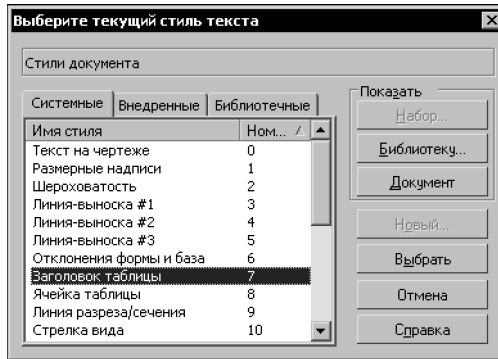 Выберите текущий стиль текста
Стили документа
Системные Внедренные Библиотечные
Имя стиля Ном...
Текст на чертеже 0
Размерные надписи 1
Шероховатость 2
Линия-выноска #1 3
Линия-выноска #2 4
Линия-выноска #3 5
Отклонения формы и база 6
Заголовок таблицы 7
Ячейка таблицы 8
Линия разреза/сечения 9
Стрелка вида 10
Показать
Набор...
Библиотеку...
Документ
Новый...
Выбрать
Отмена
Справка